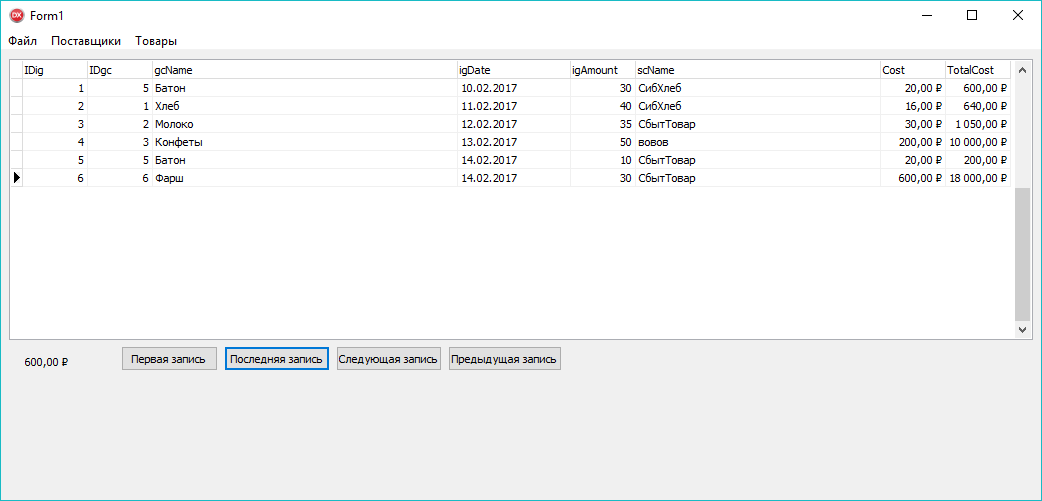 DX Form1
Файл Поставщики Товары
IDig IDgc gcName igDate igAmount scName Cost TotalCost
1 5 Батон 10.02.2017 30 СибХлеб 20,00 ₽ 600,00 ₽
2 1 Хлеб 11.02.2017 40 СибХлеб 16,00 ₽ 640,00 ₽
3 2 Молоко 12.02.2017 35 СбытТовар 30,00 ₽ 1 050,00 ₽
4 3 Конфеты 13.02.2017 50 вовов 200,00 ₽ 10 000,00 ₽
5 5 Батон 14.02.2017 10 СбытТовар 20,00 ₽ 200,00 ₽
6 6 Фарш 14.02.2017 30 СбытТовар 600,00 ₽ 18 000,00 ₽
600,00 ₽ Первая запись Последняя запись Следующая запись Предыдущая запись